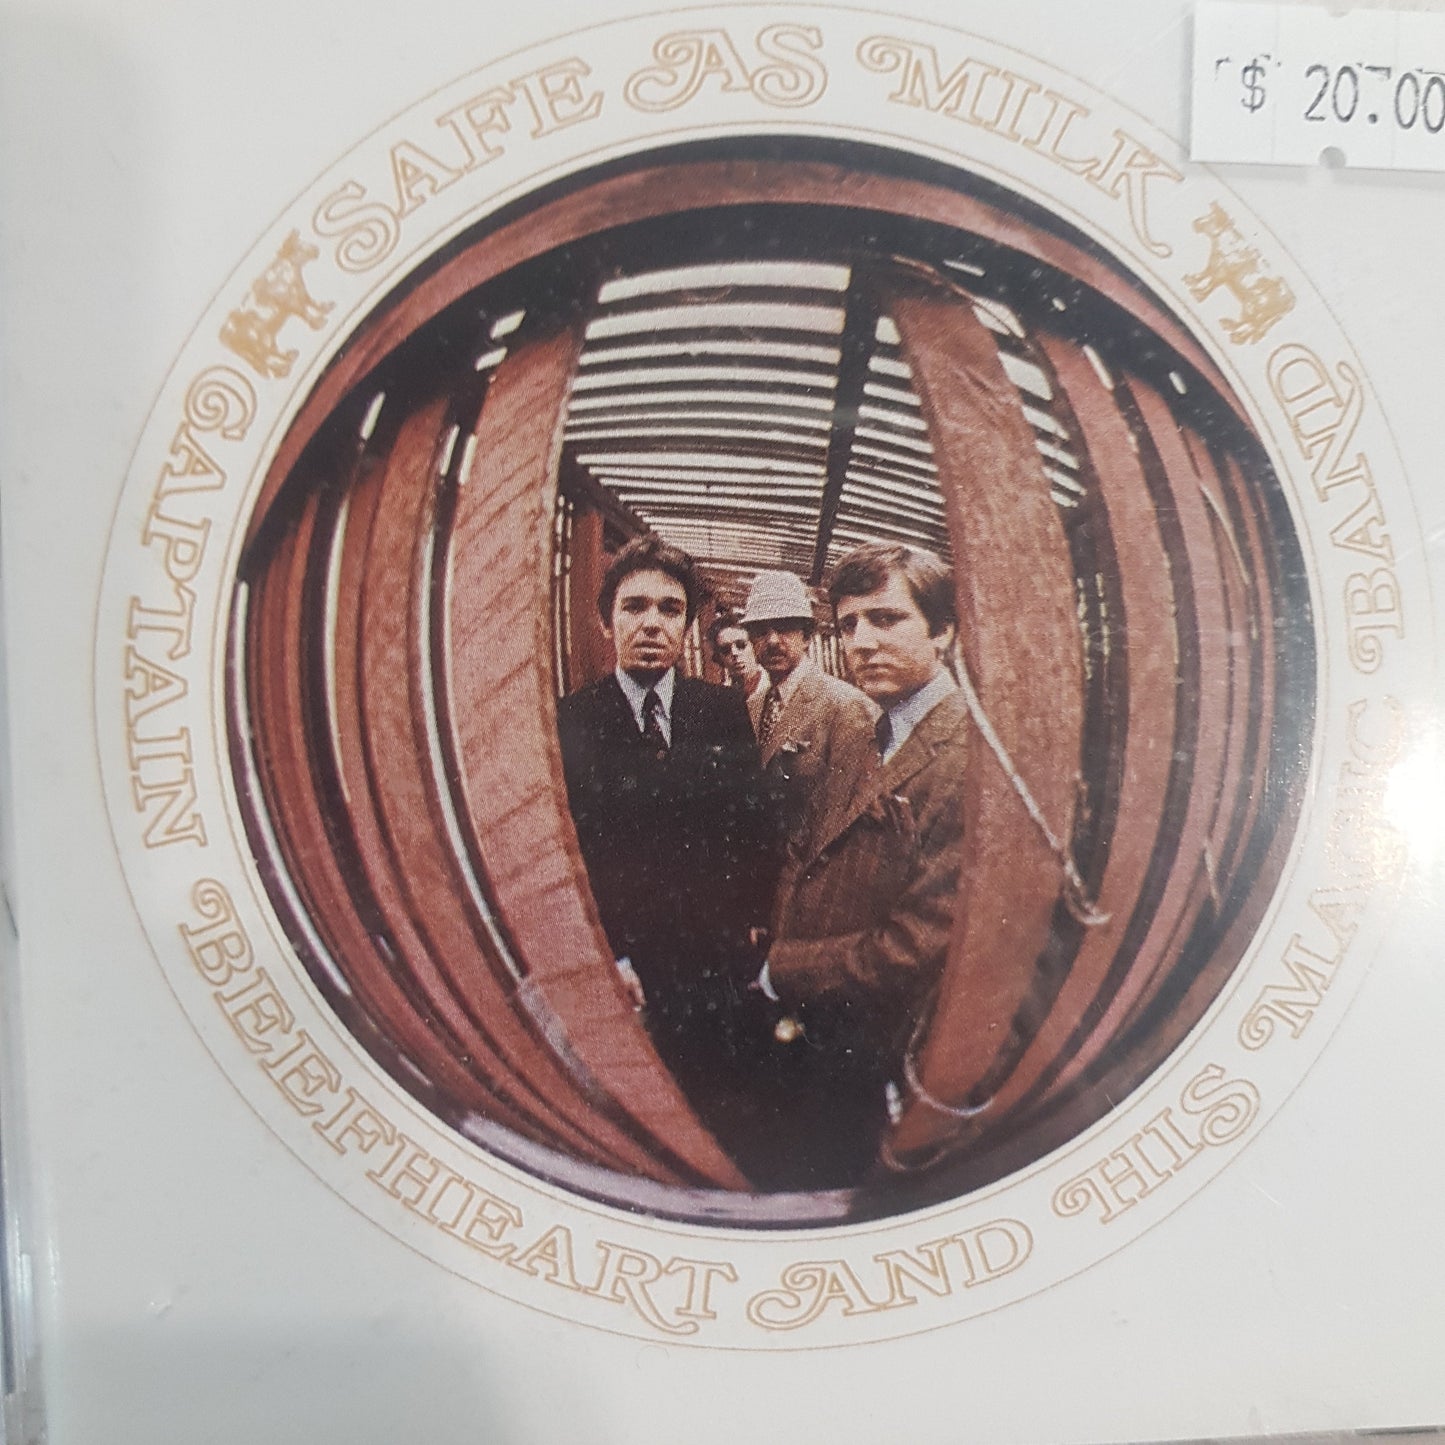 SAFE AS MILK
CAPTAIN BEEFHEART AND HIS MAGIC BAND
$ 20.00